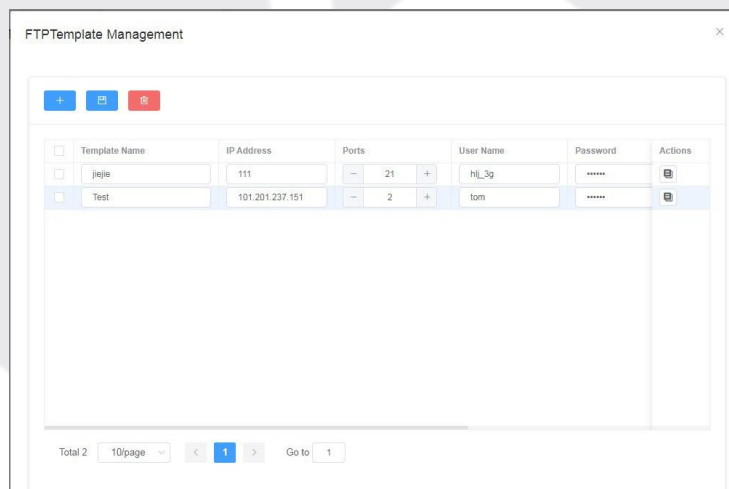 FTPTemplate Management
Template Name IP Address Ports User Name Password Actions
jiejie 111 − 21 + hlj_3g ••••••
Test 101.201.237.151 − 2 + tom ••••••
Total 2 10/page < 1 > Go to 1